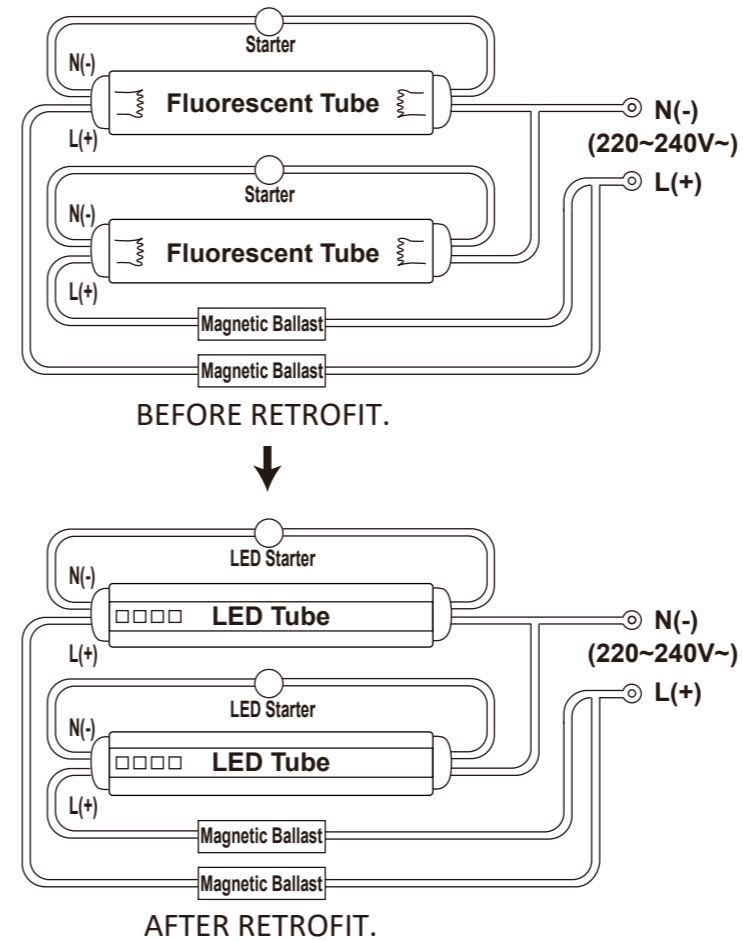 Starter
N(-)
Fluorescent Tube
N(-)
L(+)
(220~240V~)
Starter
L(+)
N(-)
Fluorescent Tube
L(+)
Magnetic Ballast
Magnetic Ballast
BEFORE RETROFIT.
LED Starter
N(-)
LED Tube
N(-)
L(+)
(220~240V~)
LED Starter
L(+)
N(-)
LED Tube
L(+)
Magnetic Ballast
Magnetic Ballast
AFTER RETROFIT.